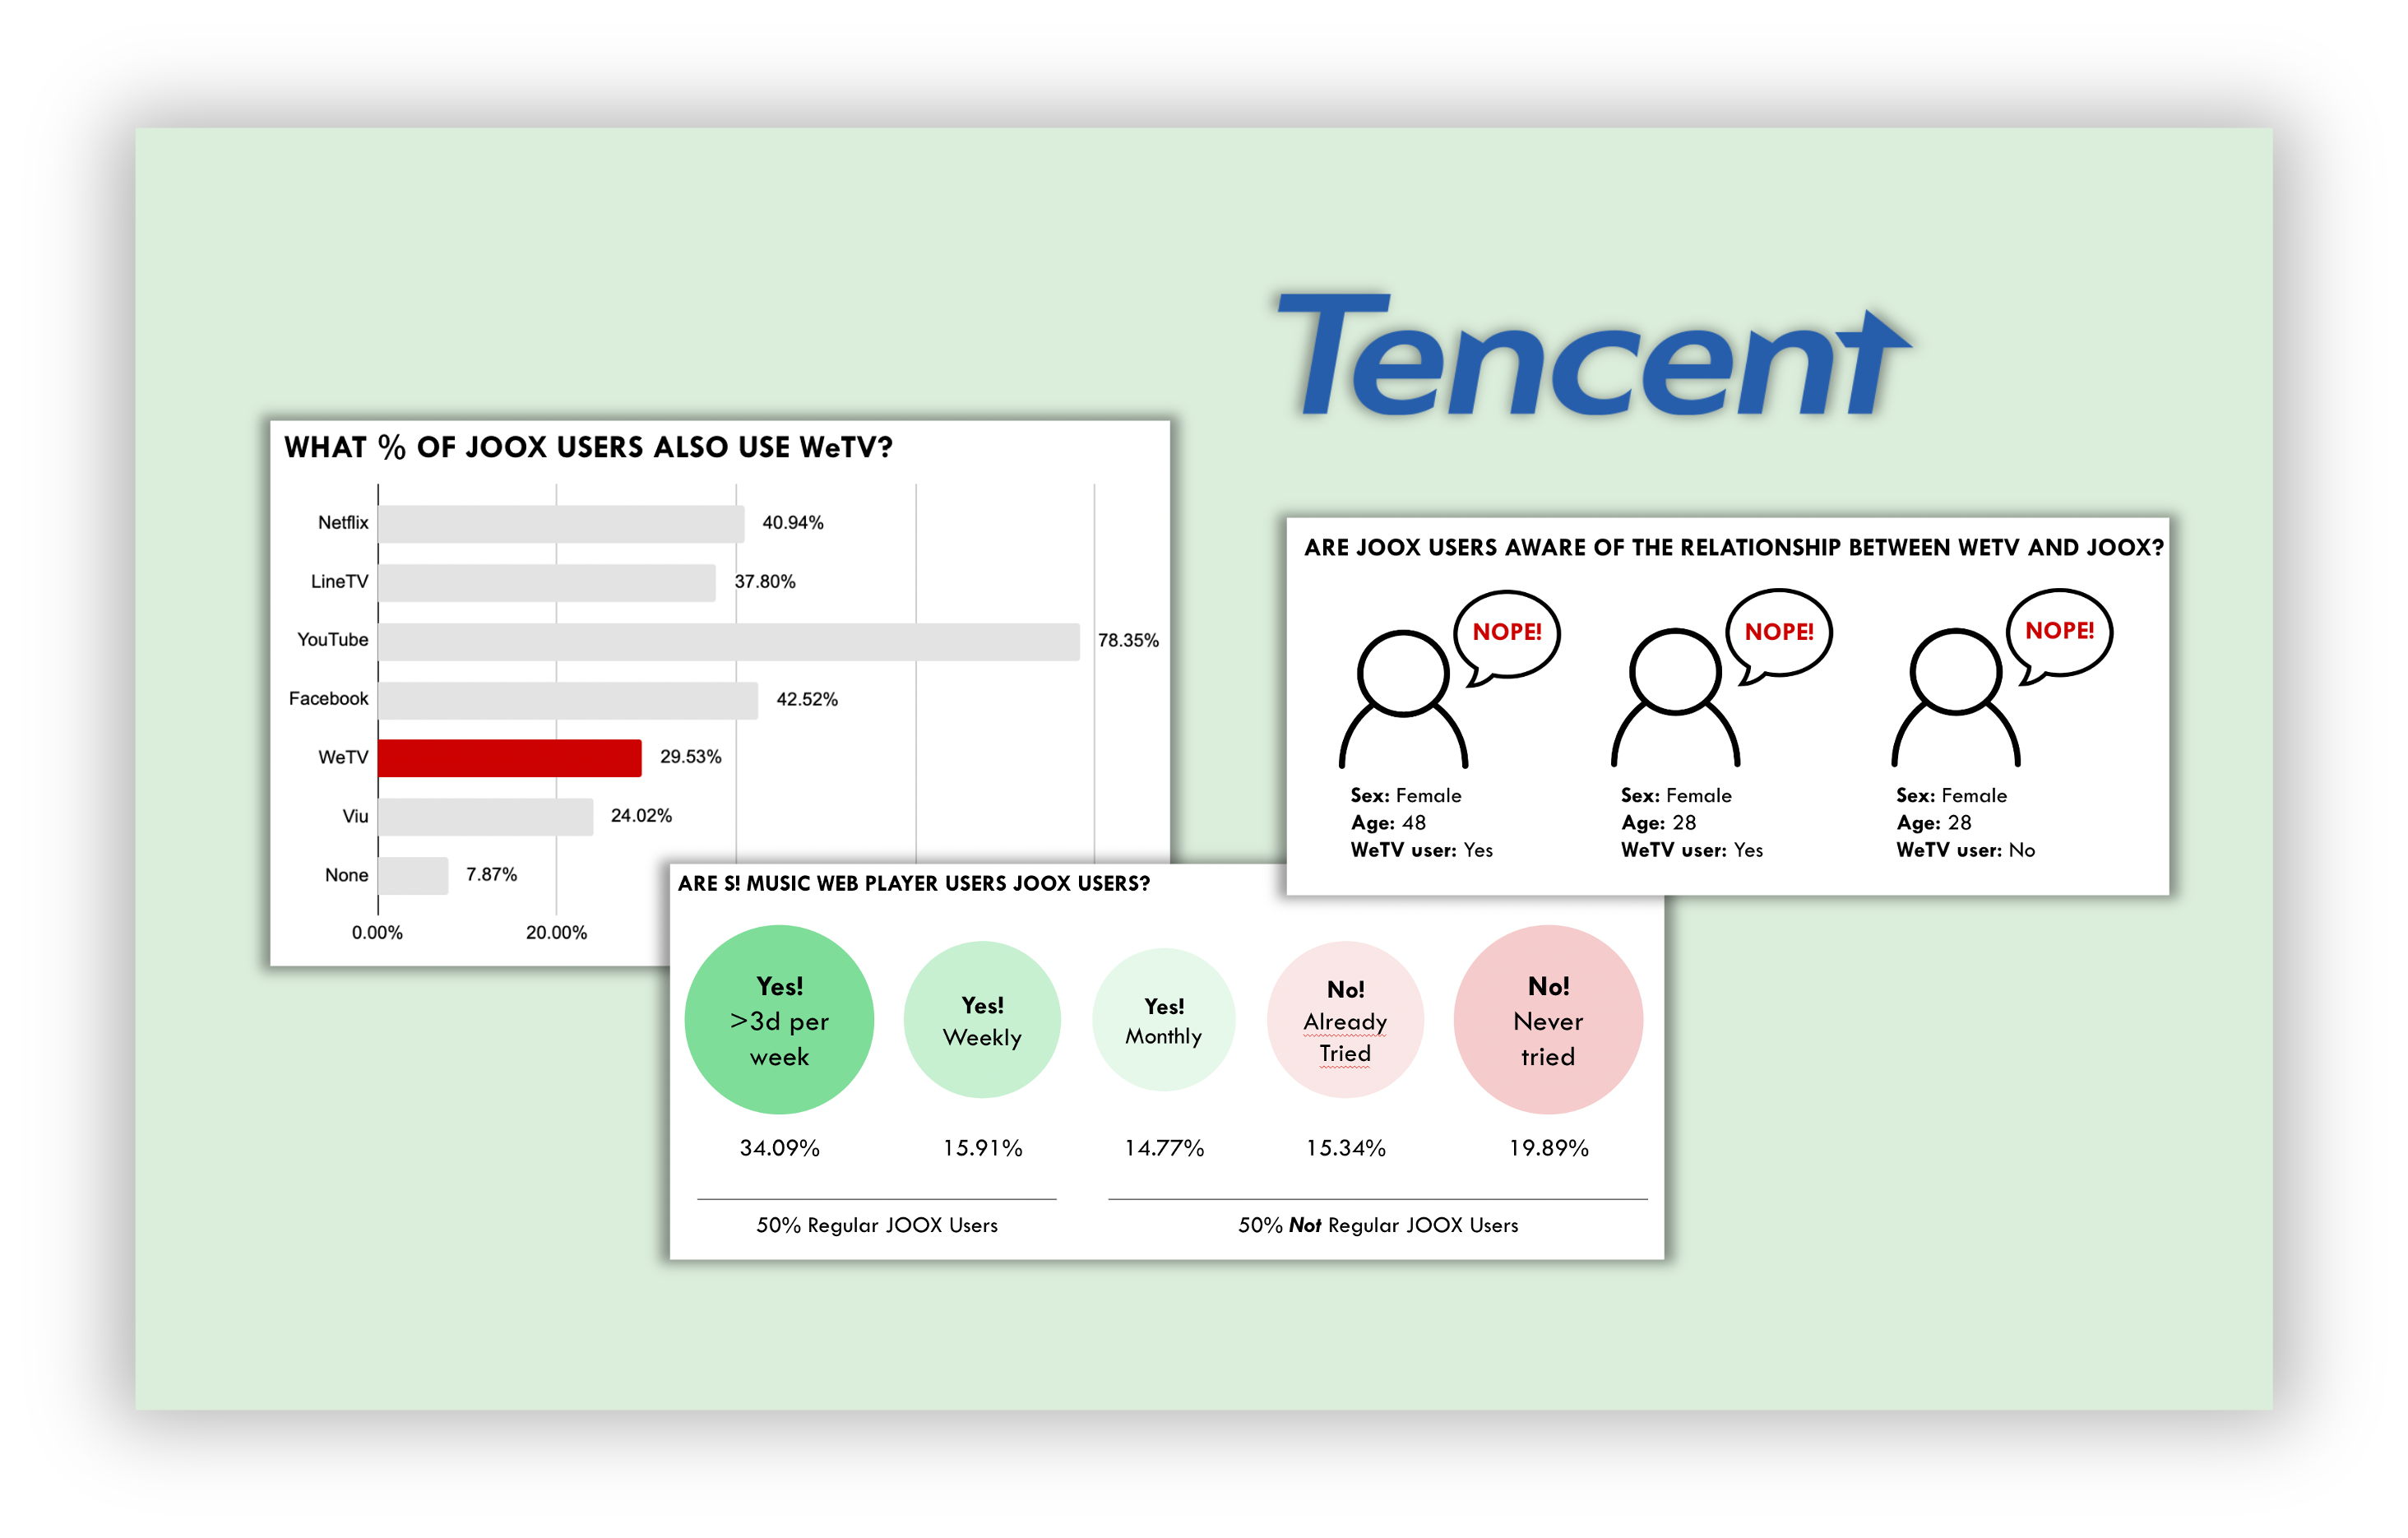 Tencent
WHAT % OF JOOX USERS ALSO USE WeTV?
Netflix 40.94%
LineTV 37.80%
YouTube 78.35%
Facebook 42.52%
WeTV 29.53%
Viu 24.02%
None 7.87%
0.00% 20.00%
ARE JOOX USERS AWARE OF THE RELATIONSHIP BETWEEN WETV AND JOOX?
NOPE! NOPE! NOPE!
Sex: Female Sex: Female Sex: Female
Age: 48 Age: 28 Age: 28
WeTV user: Yes WeTV user: Yes WeTV user: No
ARE S! MUSIC WEB PLAYER USERS JOOX USERS?
Yes!
>3d per
week
Yes!
Weekly
Yes!
Monthly
No!
Already
Tried
No!
Never
tried
34.09% 15.91% 14.77% 15.34% 19.89%
50% Regular JOOX Users 50% Not Regular JOOX Users